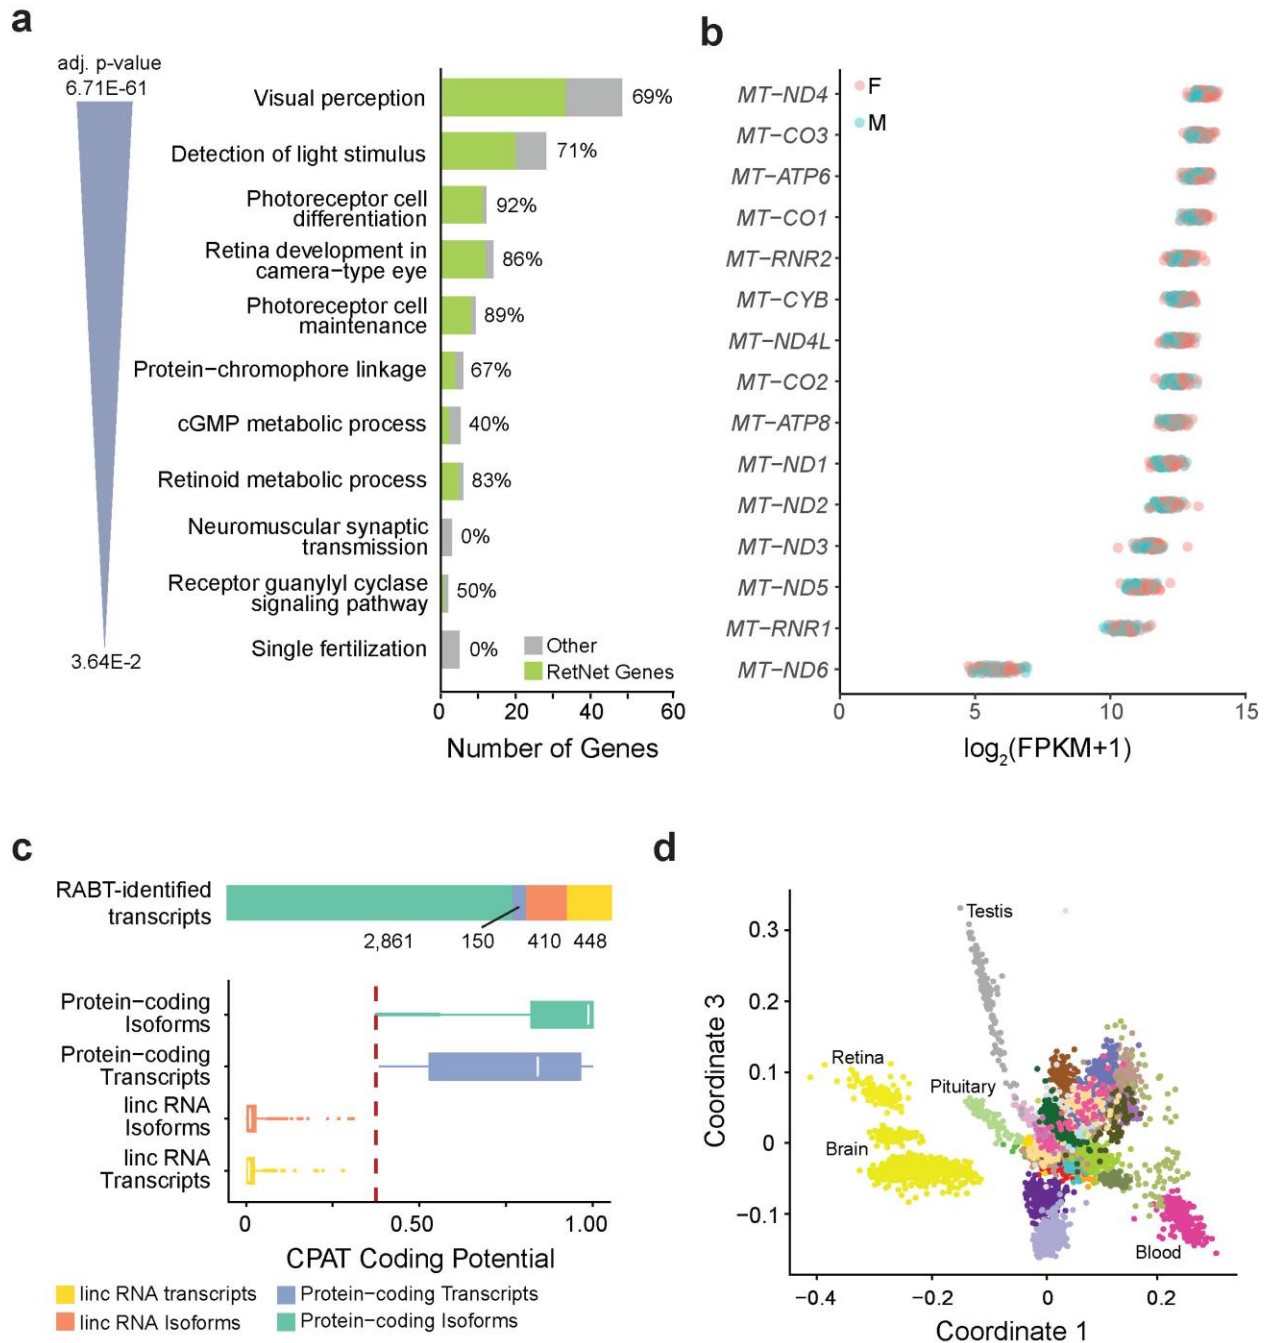 a
adj. p-value
6.71E-61
Visual perception
69%
Detection of light stimulus
71%
Photoreceptor cell
differentiation
92%
Retina development in
camera−type eye
86%
Photoreceptor cell
maintenance
89%
Protein−chromophore linkage
67%
cGMP metabolic process
40%
Retinoid metabolic process
83%
Neuromuscular synaptic
transmission
0%
Receptor guanylyl cyclase
signaling pathway
50%
Single fertilization
0%
3.64E-2
Other
RetNet Genes
0 20 40 60
Number of Genes
b
F
M
MT−ND4
MT−CO3
MT−ATP6
MT−CO1
MT−RNR2
MT−CYB
MT−ND4L
MT−CO2
MT−ATP8
MT−ND1
MT−ND2
MT−ND3
MT−ND5
MT−RNR1
MT−ND6
0 5 10 15
log2(FPKM+1)
c
RABT-identified
transcripts
2,861 150 410 448
Protein−coding
Isoforms
Protein−coding
Transcripts
linc RNA
Isoforms
linc RNA
Transcripts
0 0.50 1.00
CPAT Coding Potential
linc RNA transcripts
Protein−coding Transcripts
linc RNA Isoforms
Protein−coding Isoforms
d
Coordinate 3
0.3
0.2
0.1
0
−0.1
Testis
Retina
Pituitary
Brain
Blood
−0.4 −0.2 0 0.2
Coordinate 1